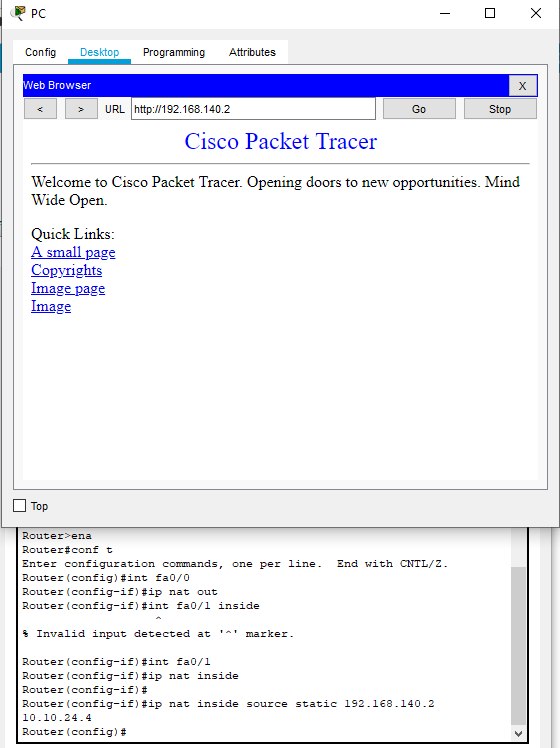 PC
Config Desktop Programming Attributes
Web Browser X
< > URL http://192.168.140.2 Go Stop
Cisco Packet Tracer
Welcome to Cisco Packet Tracer. Opening doors to new opportunities. Mind
Wide Open.
Quick Links:
A small page
Copyrights
Image page
Image
Top
Router>ena
Router#conf t
Enter configuration commands, one per line.  End with CNTL/Z.
Router(config)#int fa0/0
Router(config-if)#ip nat out
Router(config-if)#int fa0/1 inside
^
% Invalid input detected at '^' marker.
Router(config-if)#int fa0/1
Router(config-if)#ip nat inside
Router(config-if)#
Router(config-if)#ip nat inside source static 192.168.140.2
10.10.24.4
Router(config)#